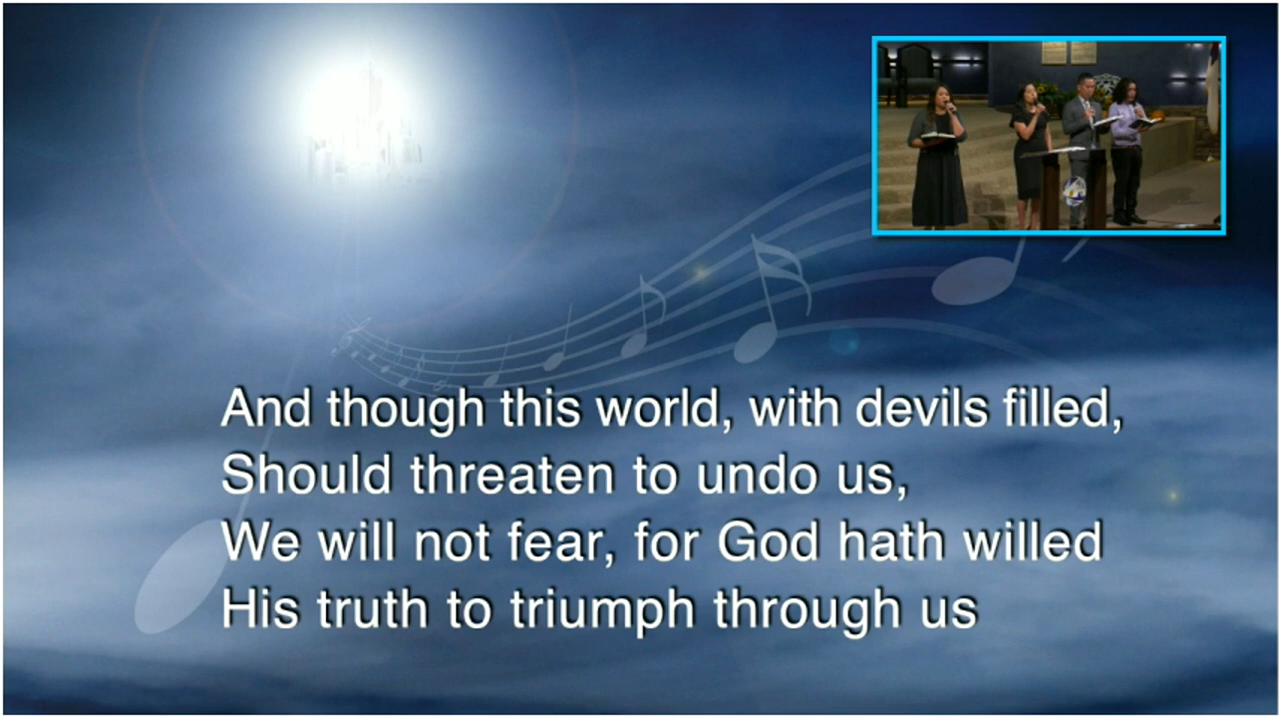 And though this world, with devils filled,
Should threaten to undo us,
We will not fear, for God hath willed
His truth to triumph through us